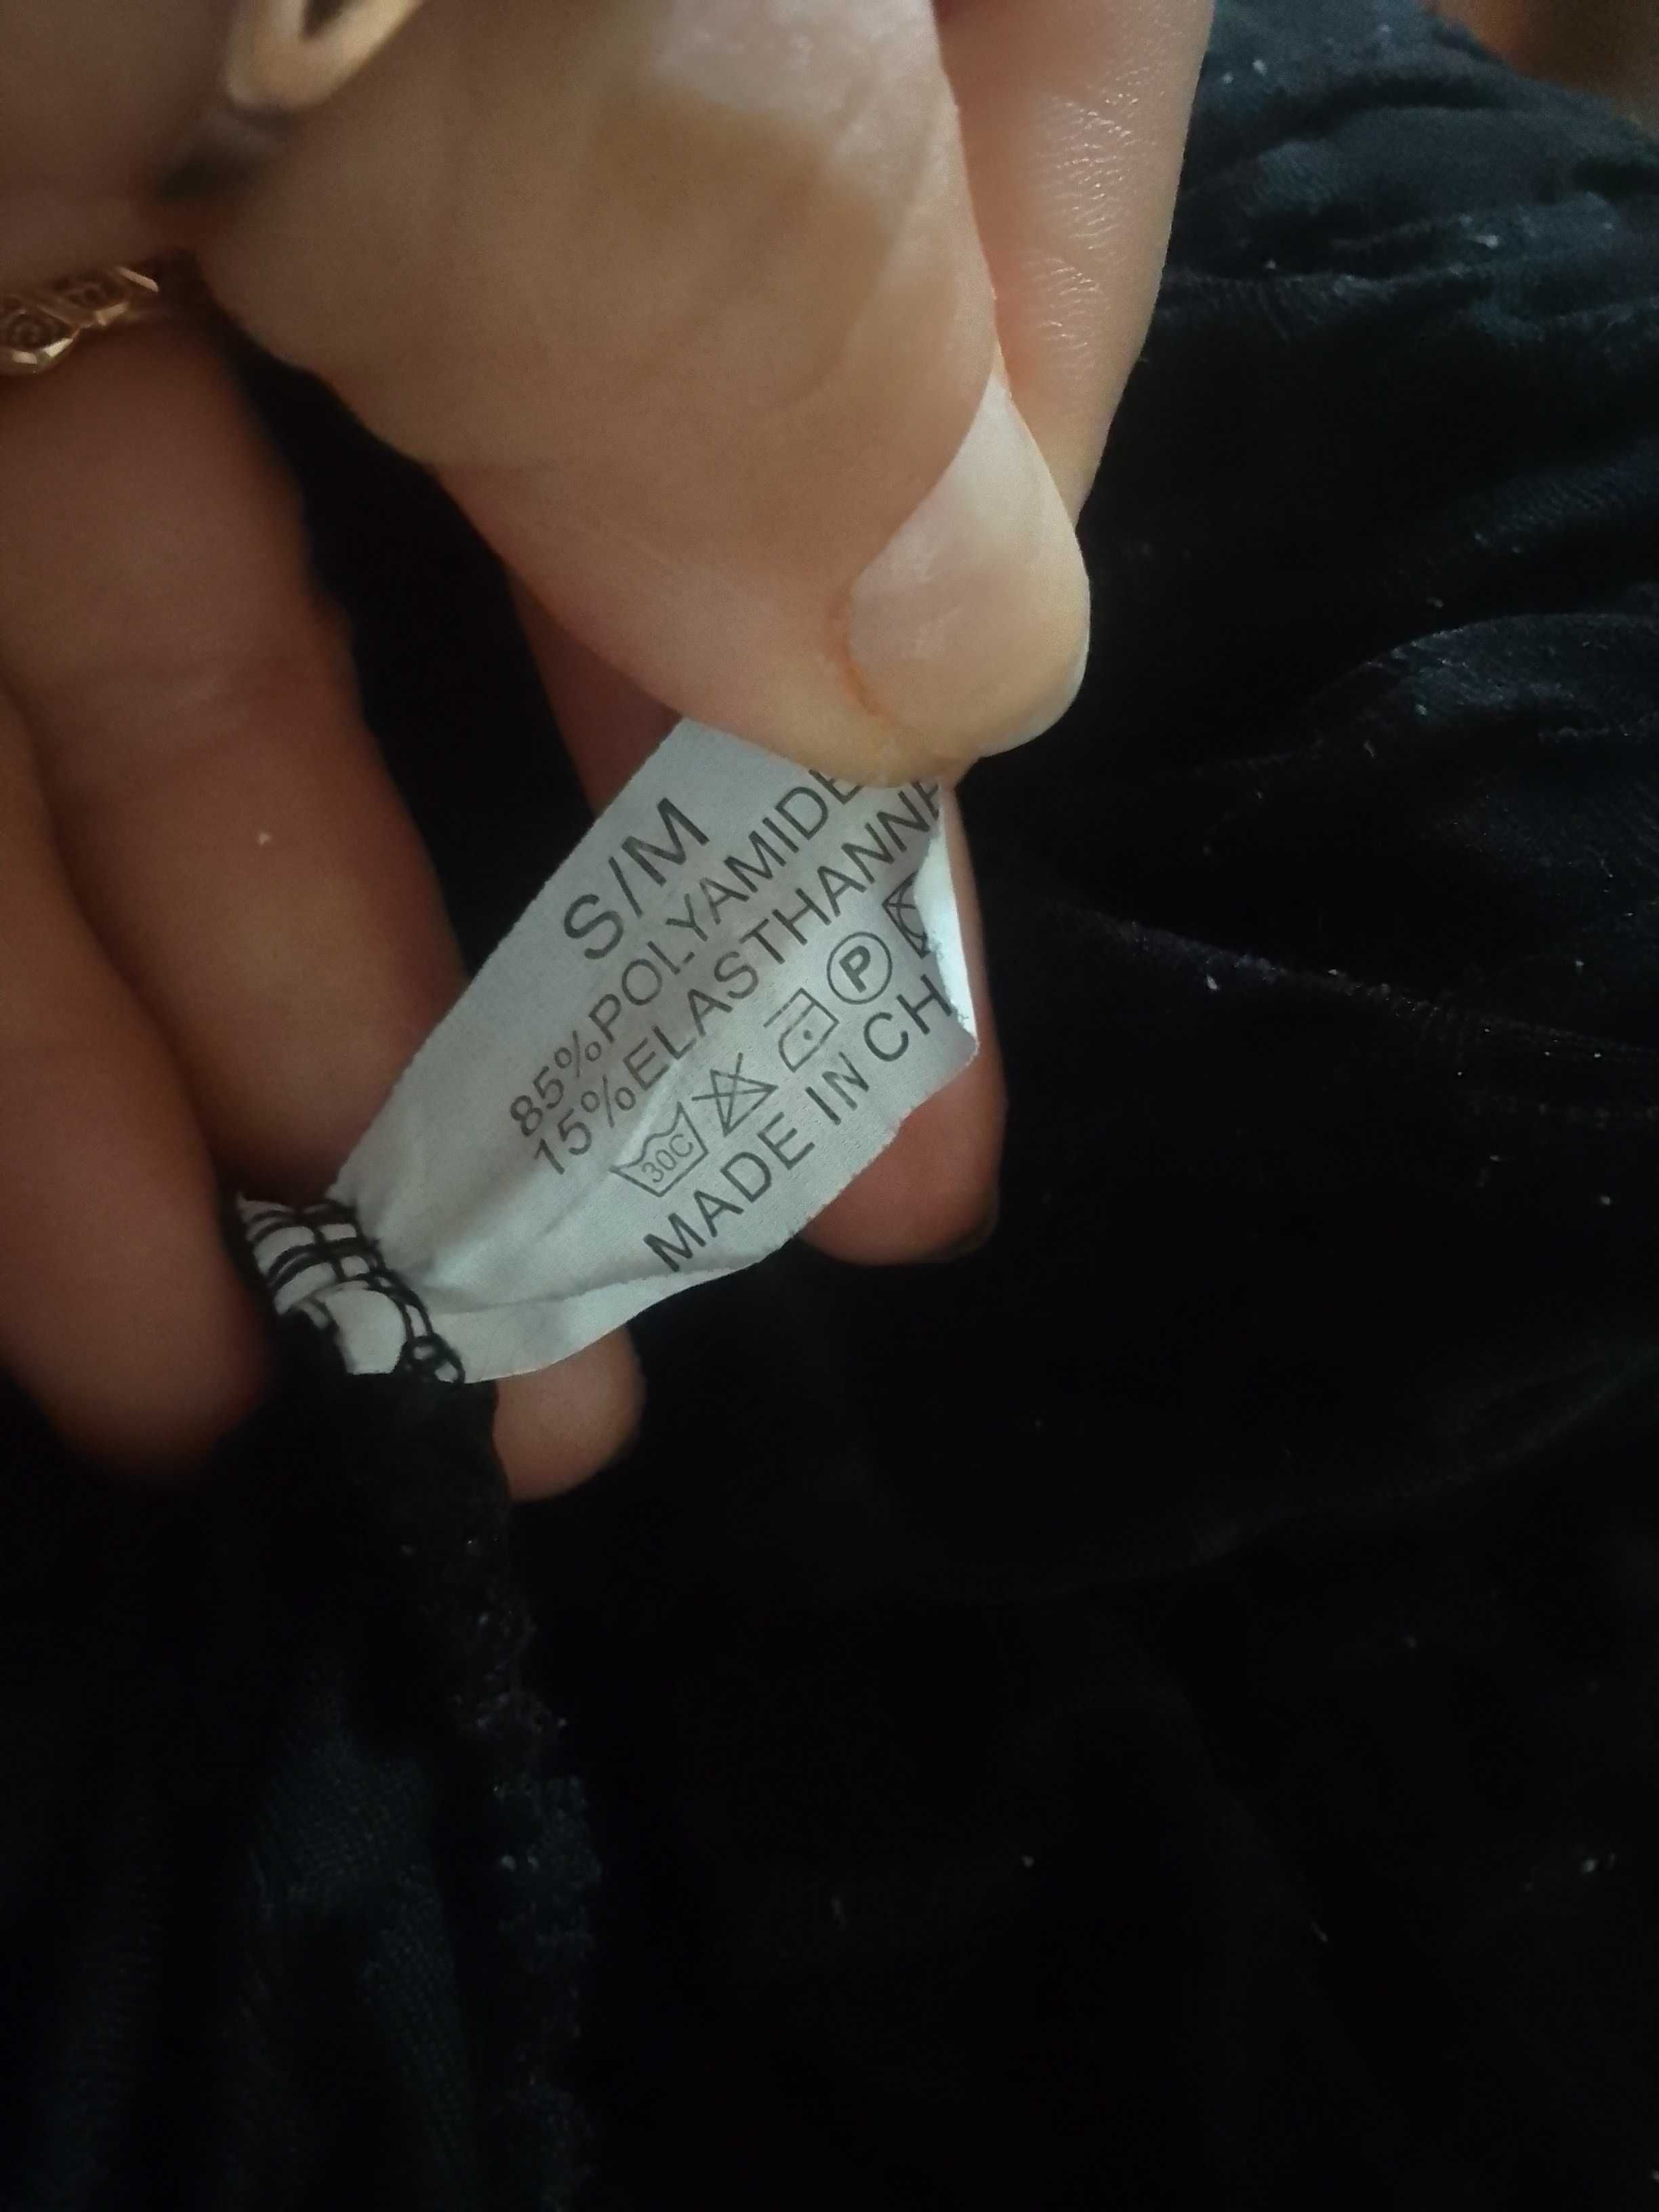 S/M
85%POLYAMIDE
15%ELASTHANNE
30C P
MADE IN CH